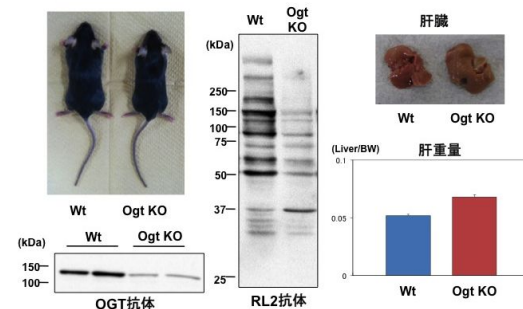 Wt Ogt KO
(kDa) Wt Ogt KO
150
100
OGT抗体
(kDa) Wt Ogt
KO
250
150
100
75
50
37
25
RL2抗体
肝臓
Wt Ogt KO
(Liver/BW) 肝重量
0.1
0.05
0
Wt Ogt KO